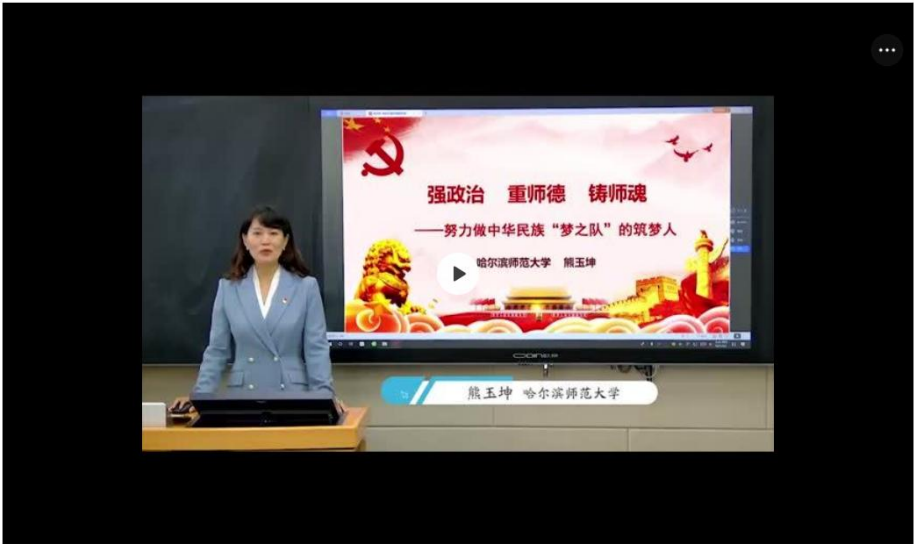 强政治 重师德 铸师魂
——努力做中华民族“梦之队”的筑梦人
哈尔滨师范大学 熊玉坤
熊玉坤 哈尔滨师范大学